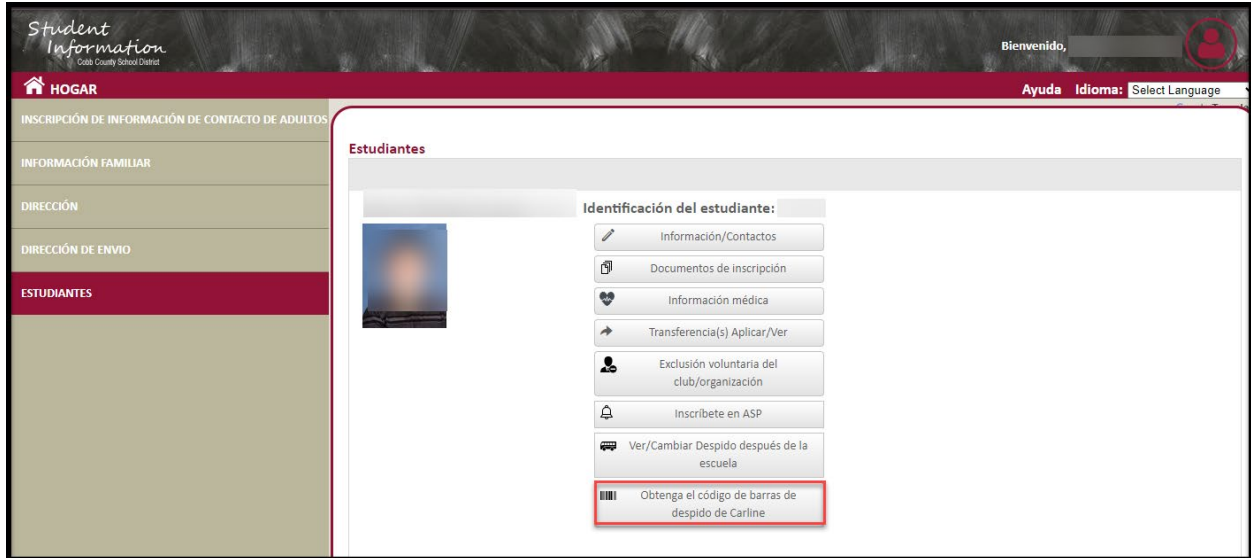 Student
Information
Cobb County School District
Bienvenido,
HOGAR
Ayuda Idioma: Select Language
INSCRIPCIÓN DE INFORMACIÓN DE CONTACTO DE ADULTOS
INFORMACIÓN FAMILIAR
DIRECCIÓN
DIRECCIÓN DE ENVIO
ESTUDIANTES
Estudiantes
Identificación del estudiante:
Información/Contactos
Documentos de inscripción
Información médica
Transferencia(s) Aplicar/Ver
Exclusión voluntaria del
club/organización
Inscríbete en ASP
Ver/Cambiar Despido después de la
escuela
Obtenga el código de barras de
despido de Carline